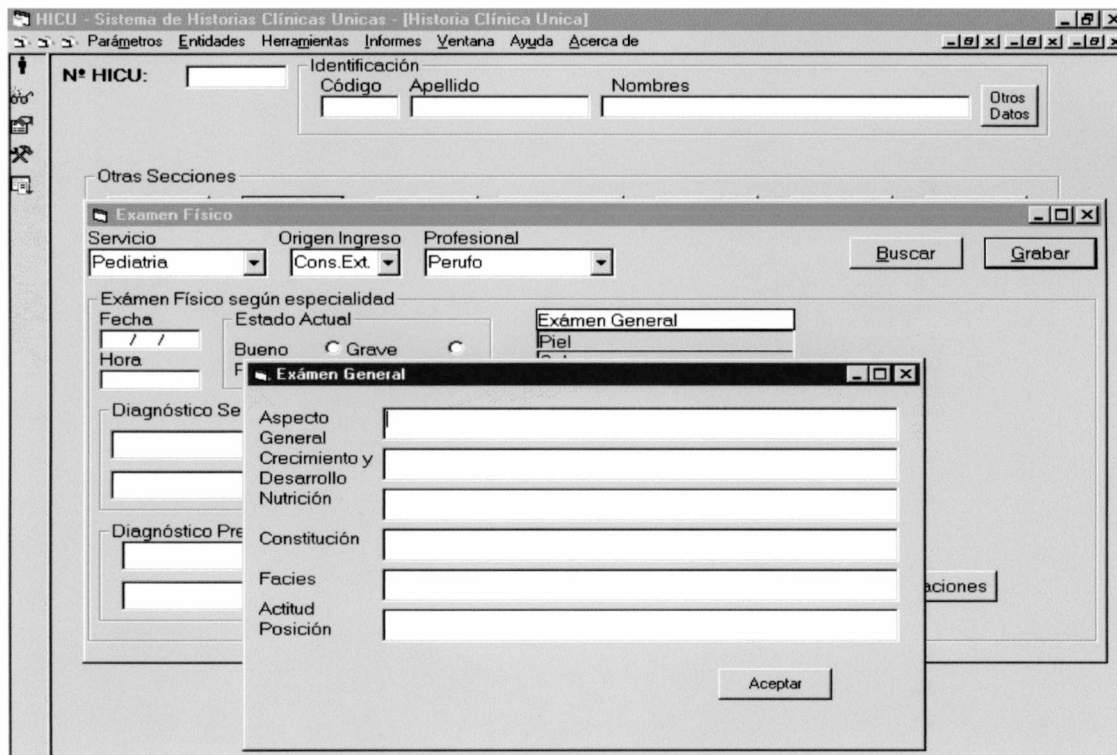 HICU - Sistema de Historias Clínicas Unicas - [Historia Clínica Unica]
Parámetros Entidades Herramientas Informes Ventana Ayuda Acerca de
Nº HICU:
Identificación
Código Apellido Nombres
Otros
Datos
Otras Secciones
Examen Físico
Servicio Origen Ingreso Profesional
Pediatria Cons.Ext. Perufo
Buscar Grabar
Exámen Físico según especialidad
Fecha Estado Actual
/ /
Exámen General
Bueno Grave
Piel
Hora
Exámen General
Diagnóstico Se
Diagnóstico Pre
Aspecto
General
Crecimiento y
Desarrollo
Nutrición
Constitución
Facies
Actitud
Posición
aciones
Aceptar